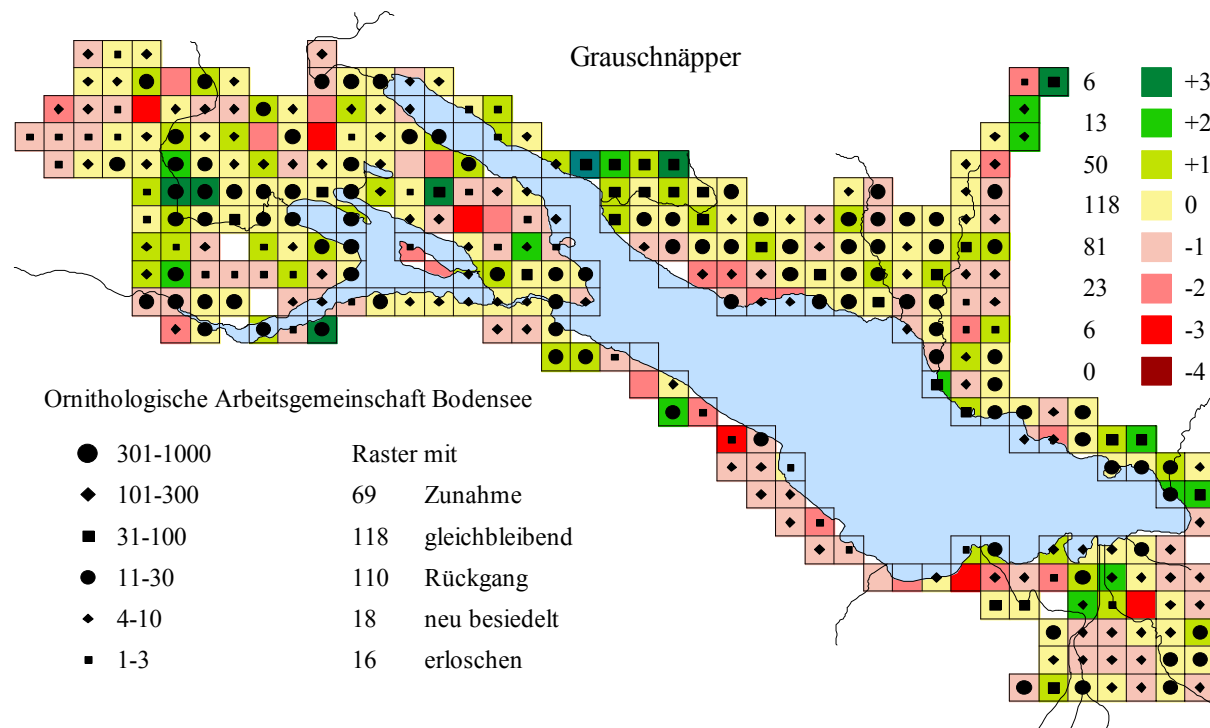 Grauschnäpper
6 +3
13 +2
50 +1
118 0
81 -1
23 -2
6 -3
0 -4
Ornithologische Arbeitsgemeinschaft Bodensee
301-1000 Raster mit
101-300 69 Zunahme
31-100 118 gleichbleibend
11-30 110 Rückgang
4-10 18 neu besiedelt
1-3 16 erloschen